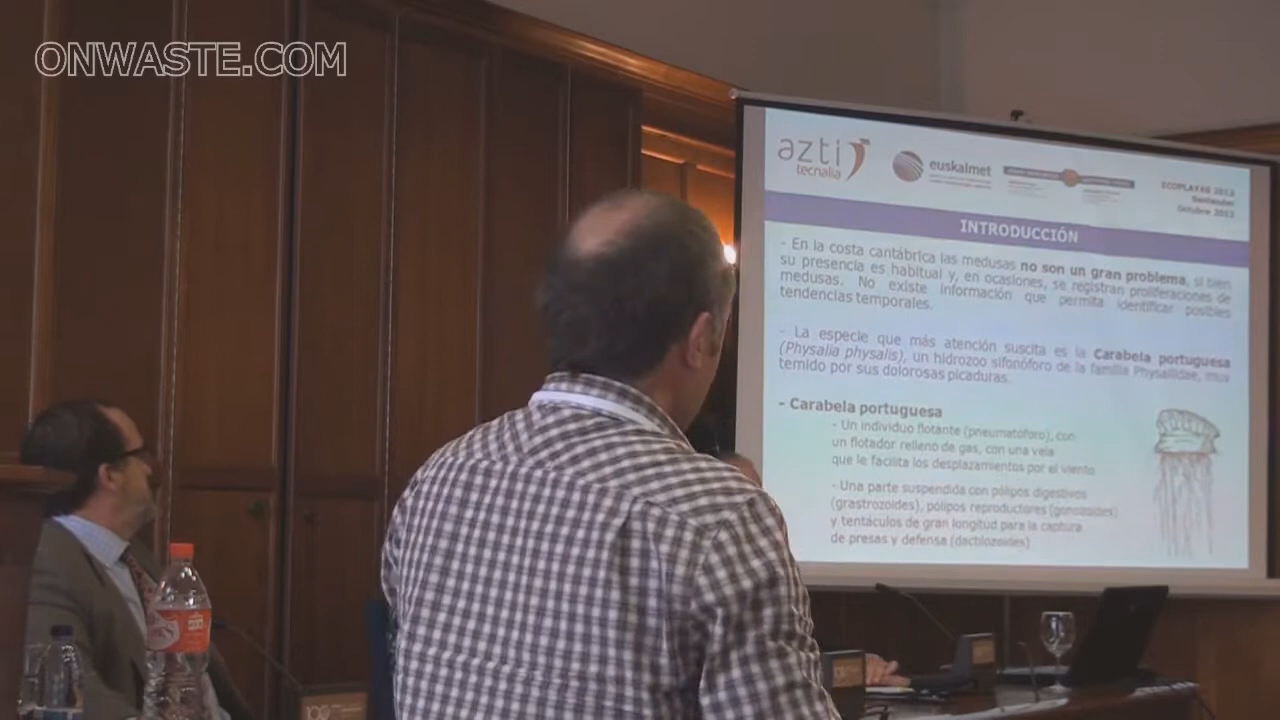 ONWASTE.COM
azti
tecnalia
euskalmet
ECOPLAYAS 2012
Santander
Octubre 2012
INTRODUCCIÓN
- En la costa cantábrica las medusas no son un gran problema, si bien
su presencia es habitual y, en ocasiones, se registran proliferaciones de
medusas. No existe información que permita identificar posibles
tendencias temporales.
- La especie que más atención suscita es la Carabela portuguesa
(Physalia physalis), un hidrozoo sifonóforo de la familia Physaliidae, muy
temido por sus dolorosas picaduras.
- Carabela portuguesa
- Un individuo flotante (pneumatóforo), con
un flotador relleno de gas, con una vela
que le facilita los desplazamientos por el viento
- Una parte suspendida con pólipos digestivos
(grastrozoides), pólipos reproductores (gonozoides)
y tentáculos de gran longitud para la captura
de presas y defensa (dactilozoides)